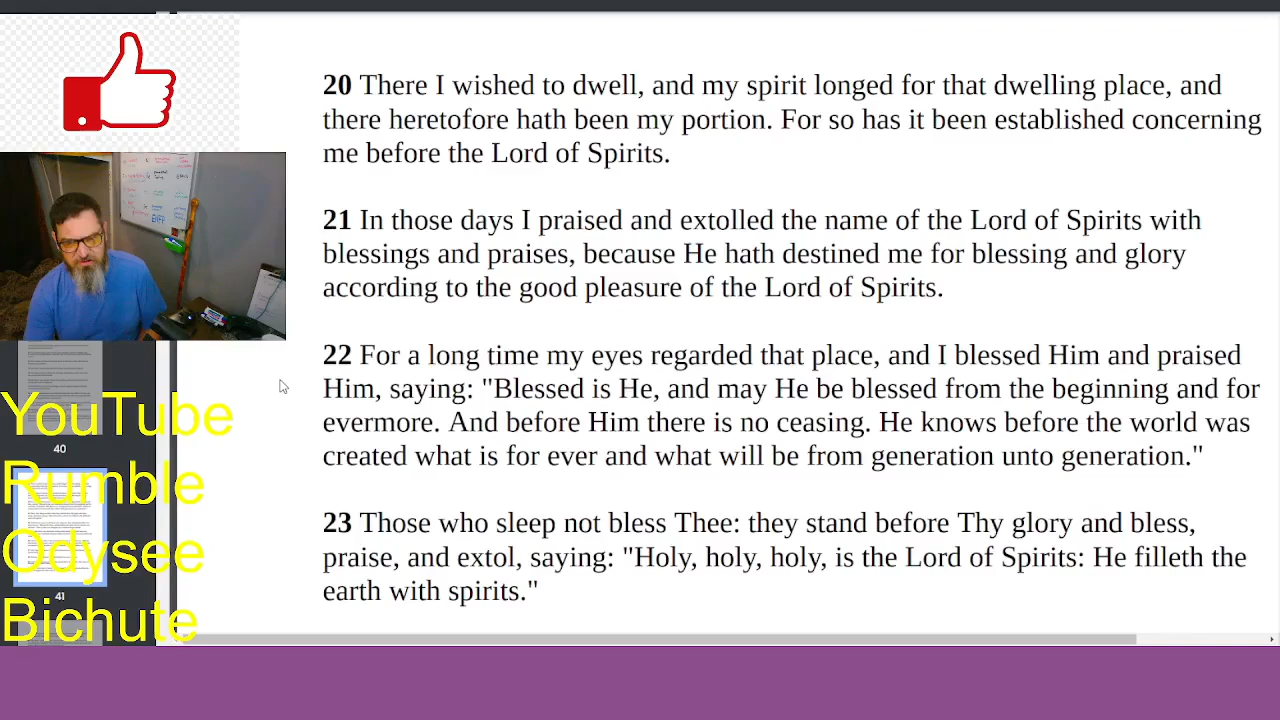 20 There I wished to dwell, and my spirit longed for that dwelling place, and
there heretofore hath been my portion. For so has it been established concerning
me before the Lord of Spirits.
21 In those days I praised and extolled the name of the Lord of Spirits with
blessings and praises, because He hath destined me for blessing and glory
according to the good pleasure of the Lord of Spirits.
22 For a long time my eyes regarded that place, and I blessed Him and praised
Him, saying: "Blessed is He, and may He be blessed from the beginning and for
evermore. And before Him there is no ceasing. He knows before the world was
created what is for ever and what will be from generation unto generation."
23 Those who sleep not bless Thee: they stand before Thy glory and bless,
praise, and extol, saying: "Holy, holy, holy, is the Lord of Spirits: He filleth the
earth with spirits."
YouTube
40
Rumble
Odysee
41
Bichute